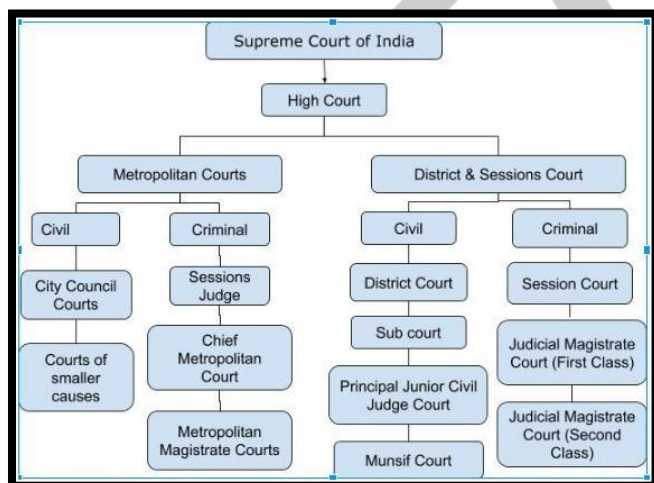 Supreme Court of India
High Court
Metropolitan Courts
District & Sessions Court
Civil
Criminal
Civil
Criminal
City Council
Courts
Sessions
Judge
District Court
Session Court
Courts of
smaller
causes
Chief
Metropolitan
Court
Sub court
Judicial Magistrate
Court (First Class)
Principal Junior Civil
Judge Court
Metropolitan
Magistrate Courts
Munsif Court
Judicial Magistrate
Court (Second
Class)